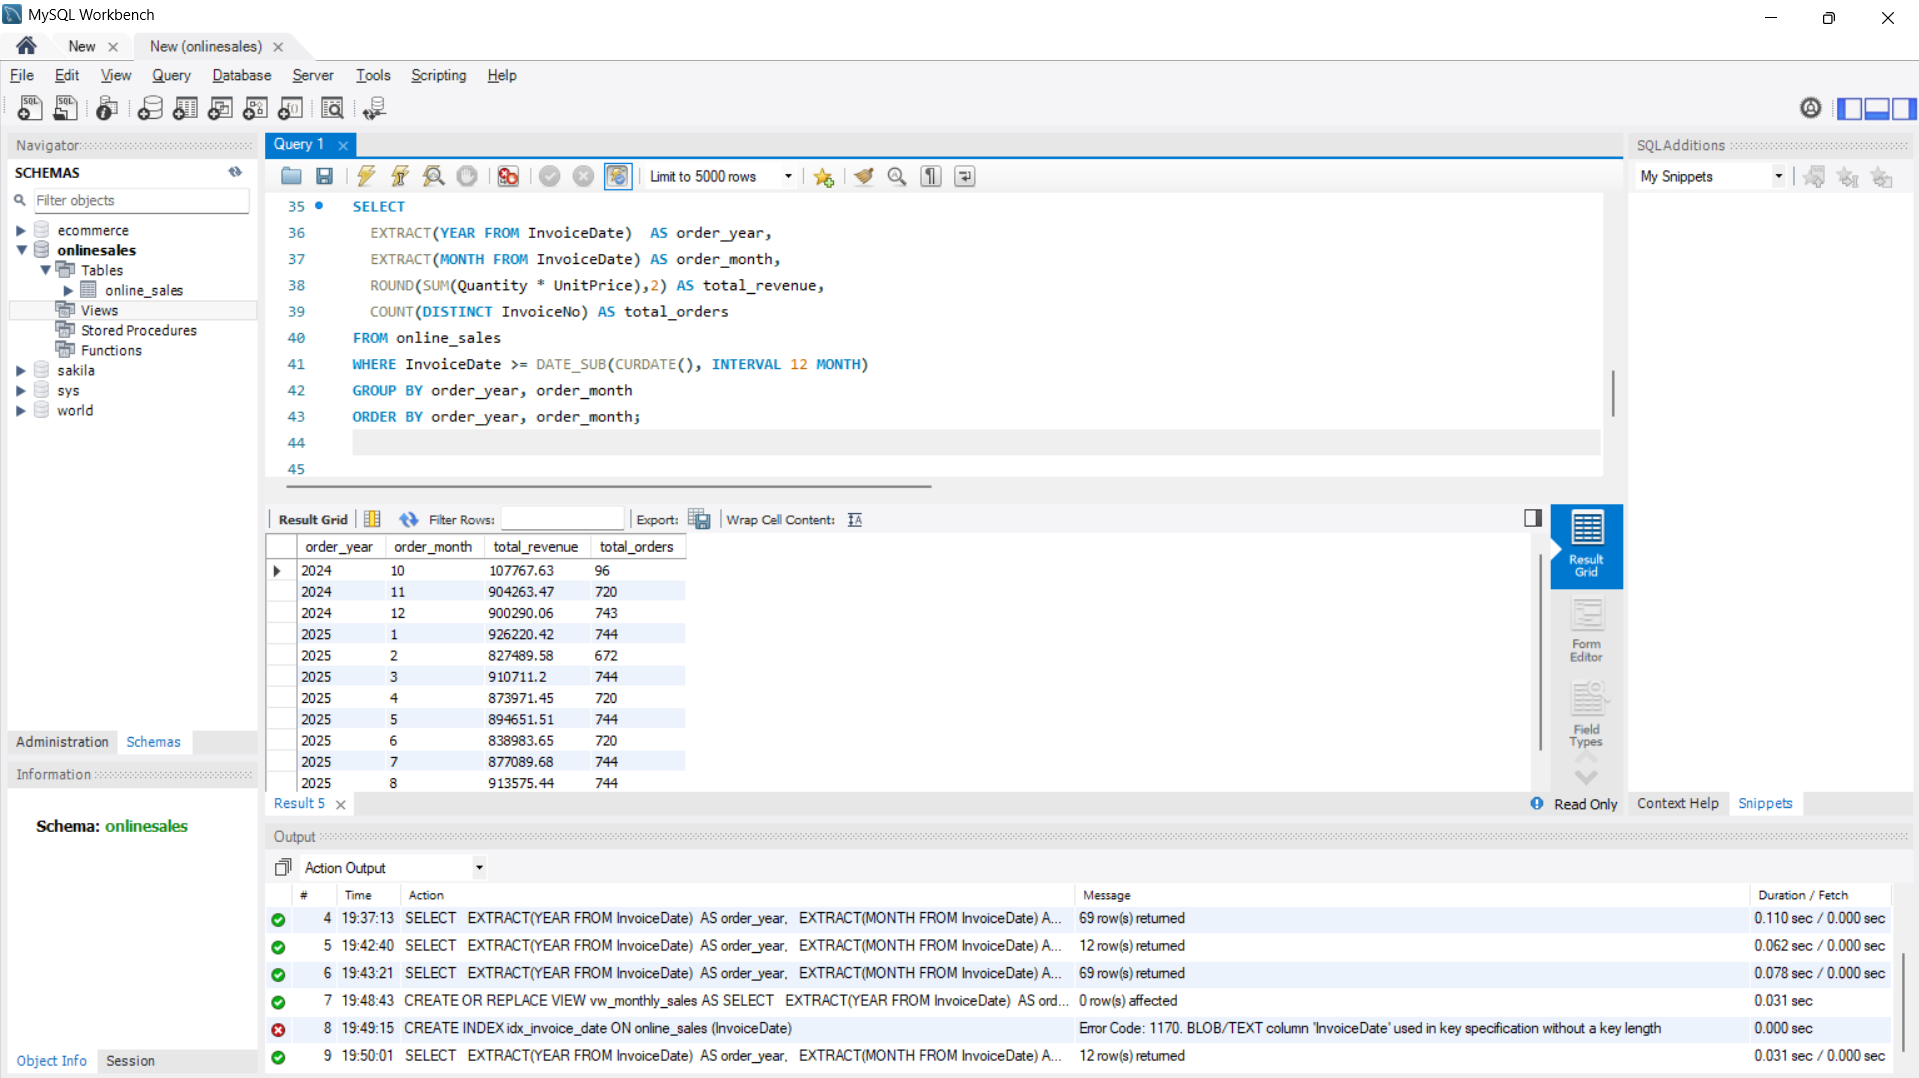 MySQL Workbench
New
New (onlinesales)
File Edit View Query Database Server Tools Scripting Help
Navigator
SCHEMAS
Filter objects
ecommerce
onlinesales
Tables
online_sales
Views
Stored Procedures
Functions
sakila
sys
world
Administration Schemas
Information
Schema: onlinesales
Object Info Session
Query 1
Limit to 5000 rows
35 SELECT
36 EXTRACT(YEAR FROM InvoiceDate)  AS order_year,
37 EXTRACT(MONTH FROM InvoiceDate) AS order_month,
38 ROUND(SUM(Quantity * UnitPrice),2) AS total_revenue,
39 COUNT(DISTINCT InvoiceNo) AS total_orders
40 FROM online_sales
41 WHERE InvoiceDate >= DATE_SUB(CURDATE(), INTERVAL 12 MONTH)
42 GROUP BY order_year, order_month
43 ORDER BY order_year, order_month;
44
45
Result Grid Filter Rows: Export: Wrap Cell Content:
order_year order_month total_revenue total_orders
2024 10 107767.63 96
2024 11 904263.47 720
2024 12 900290.06 743
2025 1 926220.42 744
2025 2 827489.58 672
2025 3 910711.2 744
2025 4 873971.45 720
2025 5 894651.51 744
2025 6 838983.65 720
2025 7 877089.68 744
2025 8 913575.44 744
Result
Grid
Form
Editor
Field
Types
Result 5
Read Only
SQLAdditions
My Snippets
Context Help Snippets
Output
Action Output
# Time Action Message Duration / Fetch
4 19:37:13 SELECT EXTRACT(YEAR FROM InvoiceDate) AS order_year, EXTRACT(MONTH FROM InvoiceDate) A... 69 row(s) returned 0.110 sec / 0.000 sec
5 19:42:40 SELECT EXTRACT(YEAR FROM InvoiceDate) AS order_year, EXTRACT(MONTH FROM InvoiceDate) A... 12 row(s) returned 0.062 sec / 0.000 sec
6 19:43:21 SELECT EXTRACT(YEAR FROM InvoiceDate) AS order_year, EXTRACT(MONTH FROM InvoiceDate) A... 69 row(s) returned 0.078 sec / 0.000 sec
7 19:48:43 CREATE OR REPLACE VIEW vw_monthly_sales AS SELECT EXTRACT(YEAR FROM InvoiceDate) AS ord... 0 row(s) affected 0.031 sec
8 19:49:15 CREATE INDEX idx_invoice_date ON online_sales (InvoiceDate) Error Code: 1170. BLOB/TEXT column 'InvoiceDate' used in key specification without a key length 0.000 sec
9 19:50:01 SELECT EXTRACT(YEAR FROM InvoiceDate) AS order_year, EXTRACT(MONTH FROM InvoiceDate) A... 12 row(s) returned 0.031 sec / 0.000 sec